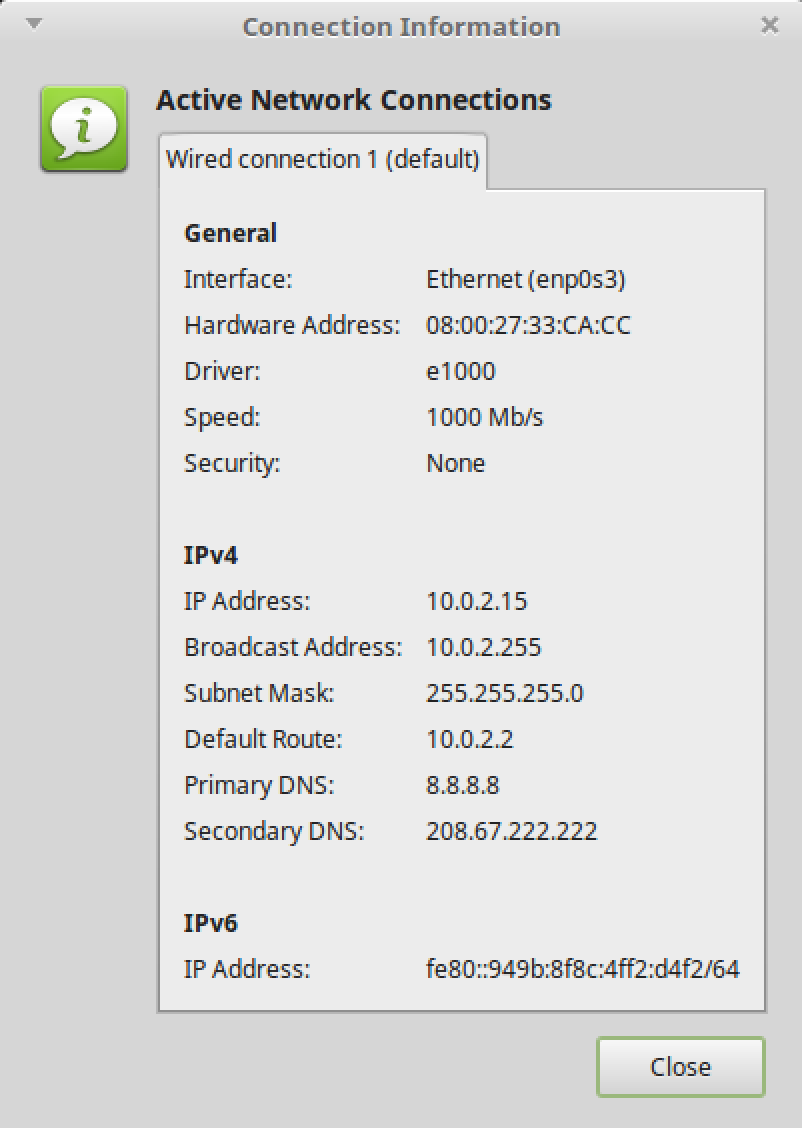 Connection Information
Active Network Connections
Wired connection 1 (default)
General
Interface: Ethernet (enp0s3)
Hardware Address: 08:00:27:33:CA:CC
Driver: e1000
Speed: 1000 Mb/s
Security: None
IPv4
IP Address: 10.0.2.15
Broadcast Address: 10.0.2.255
Subnet Mask: 255.255.255.0
Default Route: 10.0.2.2
Primary DNS: 8.8.8.8
Secondary DNS: 208.67.222.222
IPv6
IP Address: fe80::949b:8f8c:4ff2:d4f2/64
Close